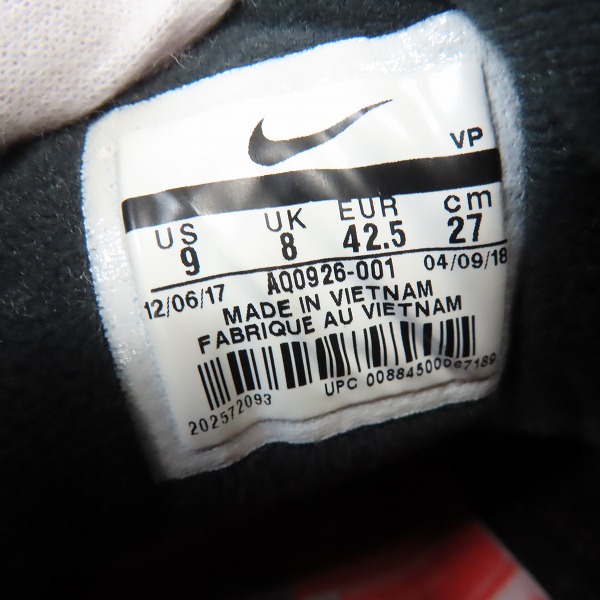 VP
US UK EUR cm
9 8 42.5 27
12/06/17 AQ0926-001 04/09/18
MADE IN VIETNAM
FABRIQUE AU VIETNAM
202572093 UPC